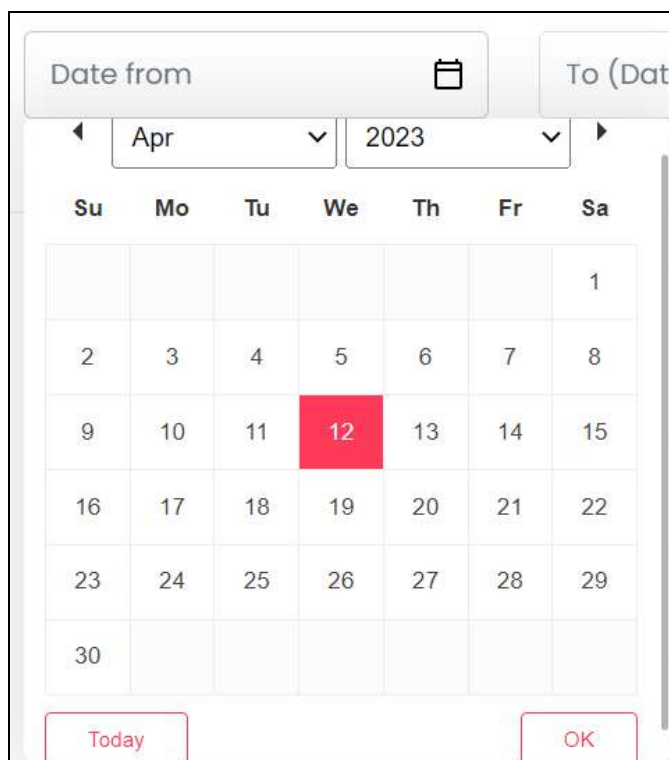 Date from To (Dat
Apr 2023
Su Mo Tu We Th Fr Sa
1
2 3 4 5 6 7 8
9 10 11 12 13 14 15
16 17 18 19 20 21 22
23 24 25 26 27 28 29
30
Today OK